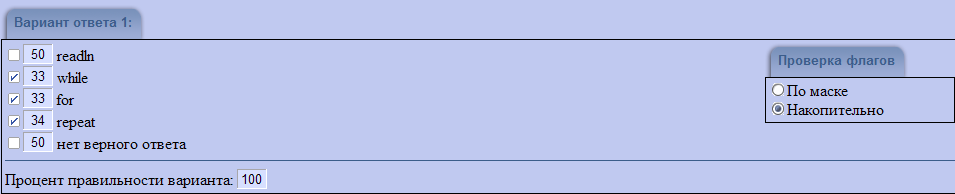 Вариант ответа 1:
50 readln
33 while
33 for
34 repeat
50 нет верного ответа
Процент правильности варианта: 100
Проверка флагов
По маске
Накопительно